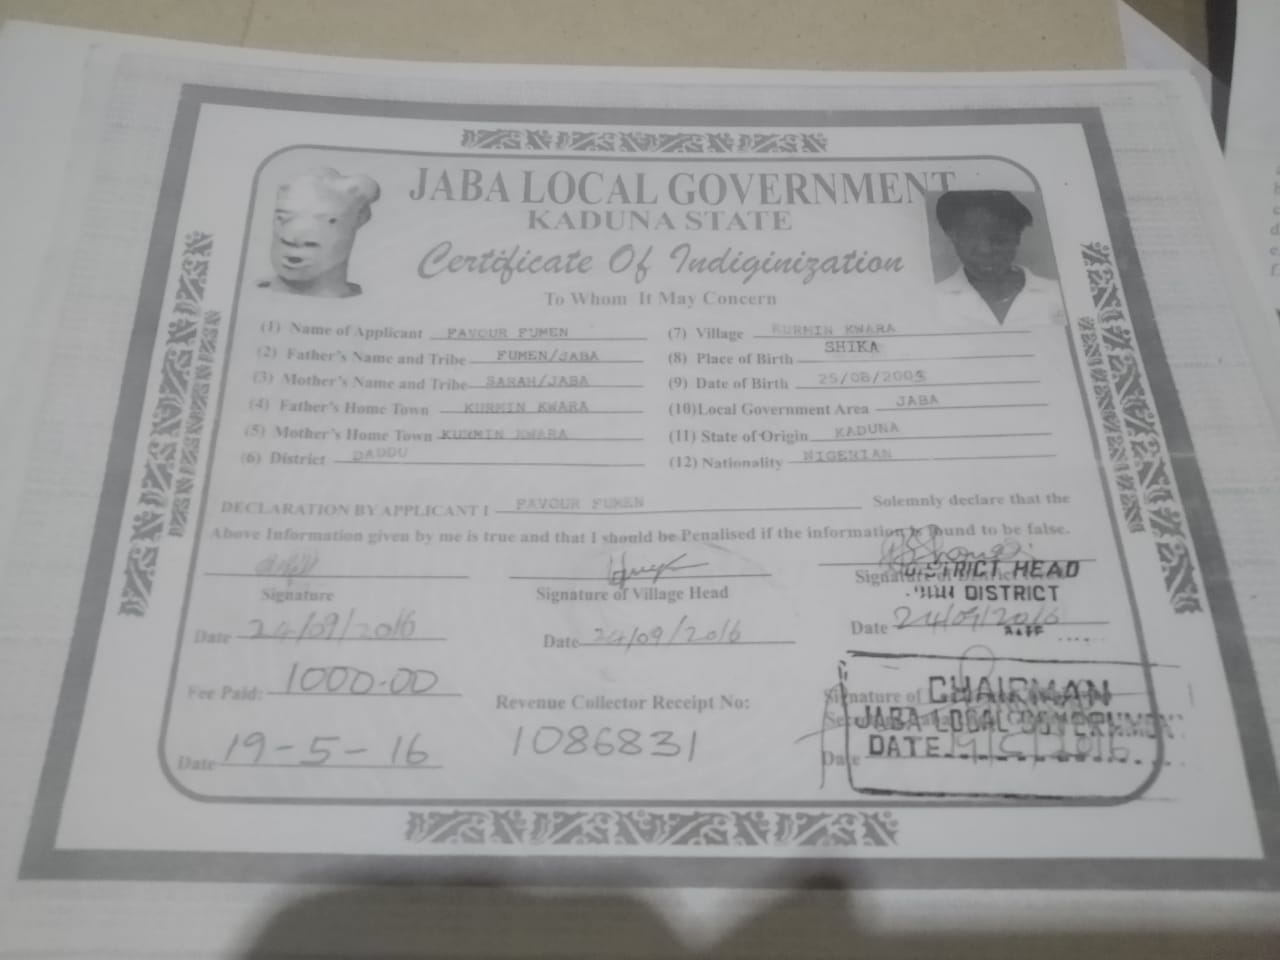 JABA LOCAL GOVERNMENT
KADUNA STATE
Certificate Of Indiginization
To Whom It May Concern
(1) Name of Applicant FAVOUR FUMEN
(2) Father's Name and Tribe FUMEN/JABA
(3) Mother's Name and Tribe SARAH/JABA
(4) Father's Home Town KURMIN KWARA
(5) Mother's Home Town KURMIN KWARA
(6) District DADDU
(7) Village KURMIN KWARA
(8) Place of Birth SHIKA
(9) Date of Birth
(10) Local Government Area JABA
(11) State of Origin KADUNA
(12) Nationality NIGERIAN
DECLARATION BY APPLICANT I FAVOUR FUMEN Solemnly declare that the
Above Information given by me is true and that I should be Penalised if the information is found to be false.
Signature
Signature of Village Head
Signature of District
DISTRICT HEAD
DISTRICT
Date 24/09/2016
Date 24/09/2016
Date 24/09/2016
Fee Paid: 1000.00
Revenue Collector Receipt No:
Signature of
CHAIRMAN
JABA LOCAL GOVERNMENT
Date 19-5-16
1086831
Date
DATE